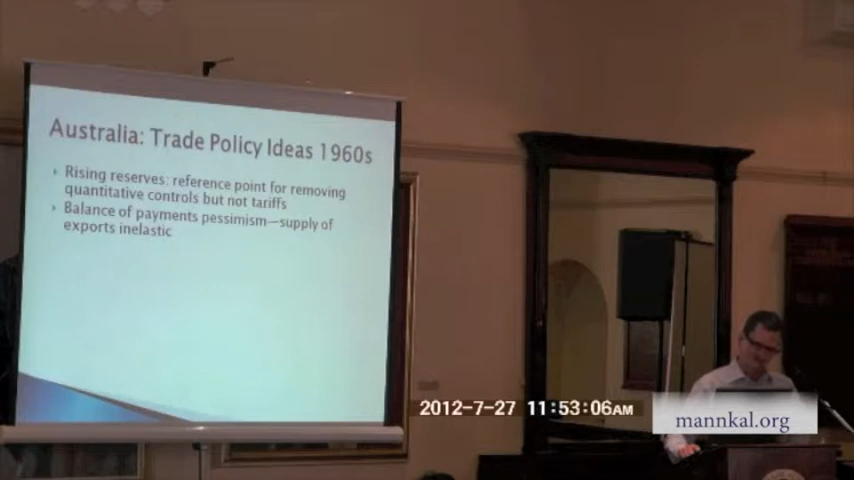 Australia: Trade Policy Ideas 1960s
Rising reserves: reference point for removing
quantitative controls but not tariffs
Balance of payments pessimism—supply of
exports inelastic
2012-7-27 11:53:06AM
mannkal.org